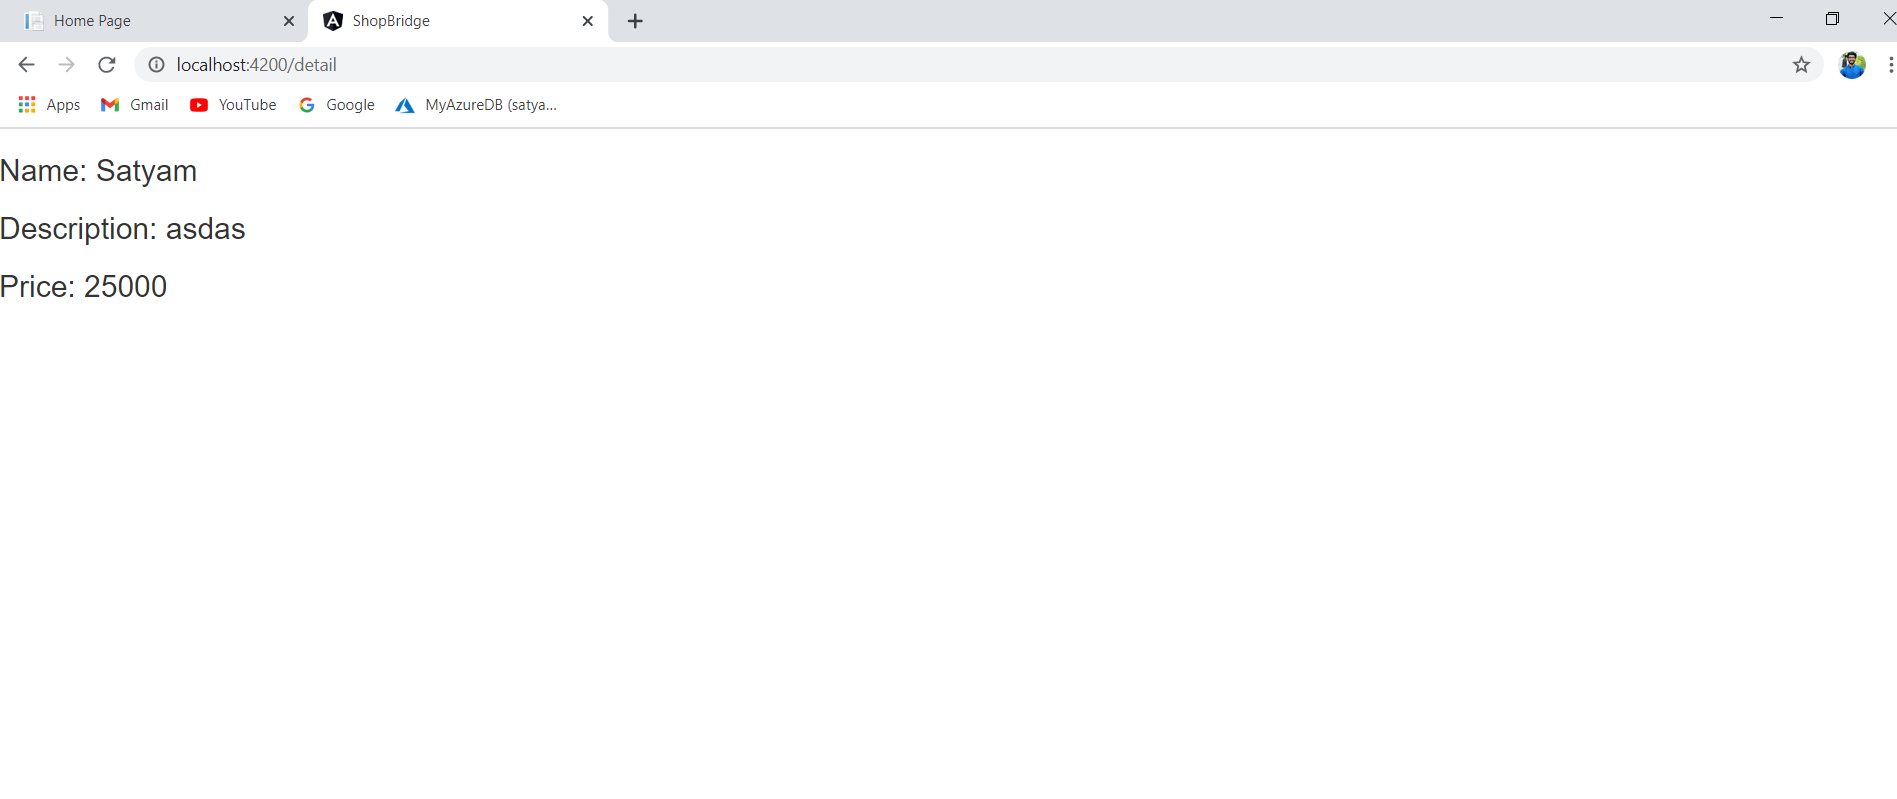 Home Page
ShopBridge
localhost:4200/detail
Apps Gmail YouTube Google MyAzureDB (satya...
Name: Satyam
Description: asdas
Price: 25000